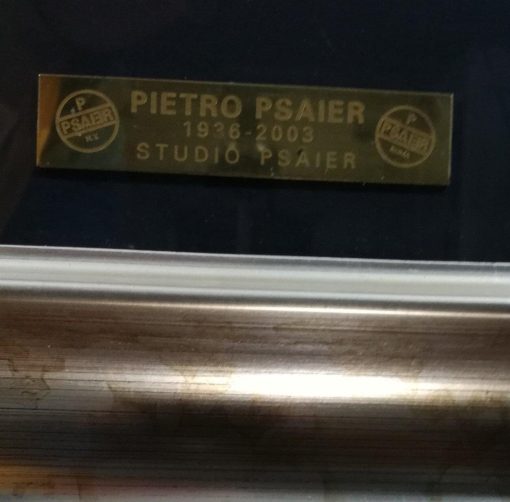 PIETRO PSAIER
1936-2003
STUDIO PSAIER
P
PSAIER
N.Y.
P
PSAIER